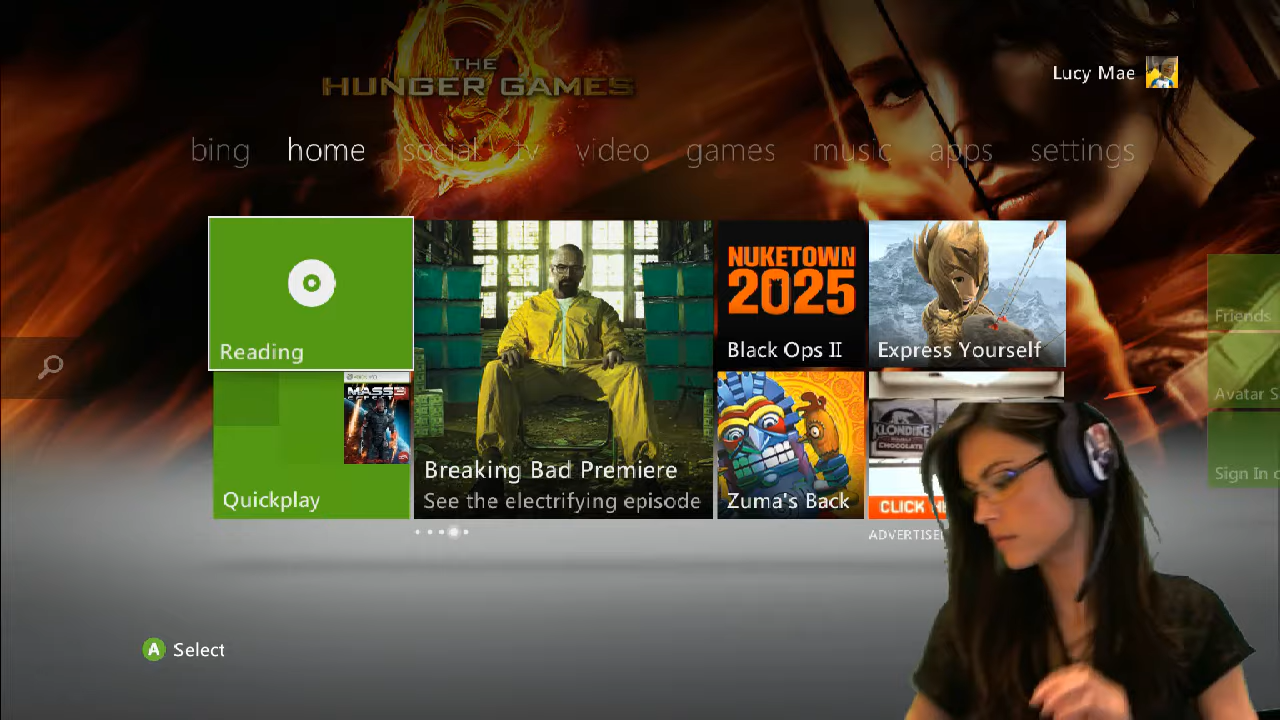 THE
HUNGER GAMES
Lucy Mae
bing home social tv video games music apps settings
Reading
MASS 3
Quickplay
Breaking Bad Premiere
See the electrifying episode
NUKETOWN
2025
Black Ops II
Express Yourself
Zuma's Back
KLONDIKE
CHOCOLATE
CLICK
Friends
Avatar S
Sign In
A Select